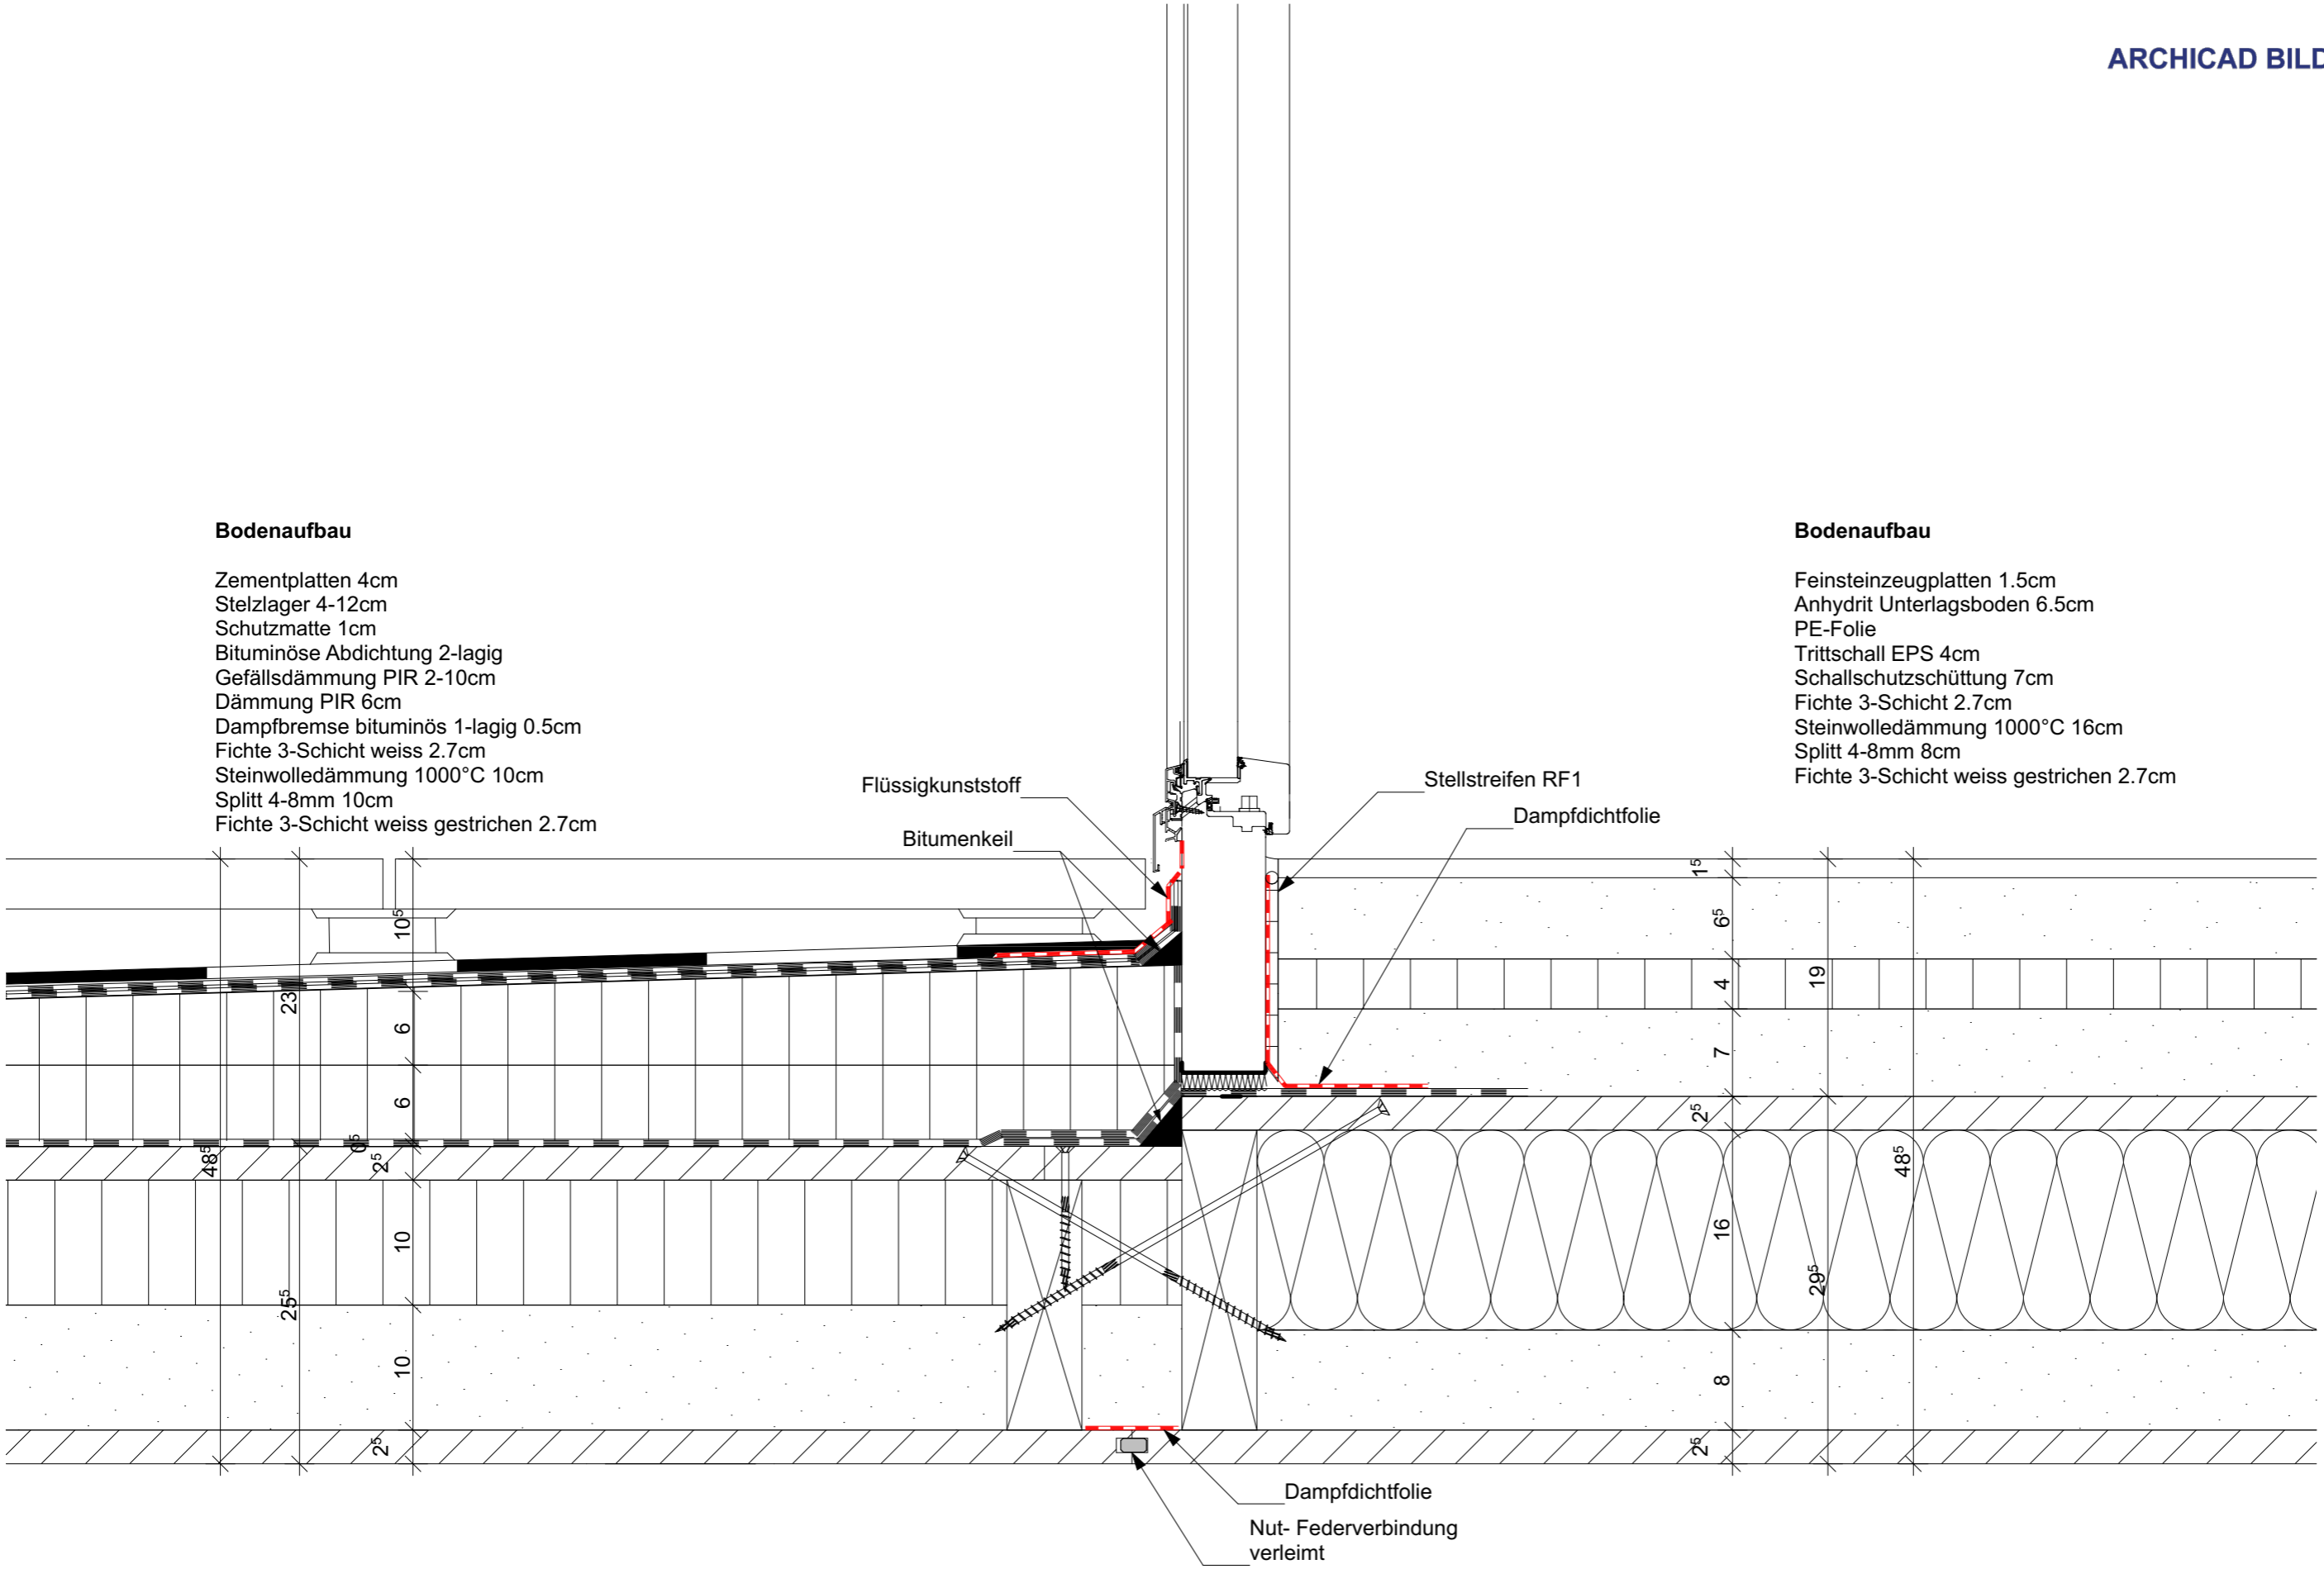 ARCHICAD BILD
Bodenaufbau
Zementplatten 4cm
Stelzlager 4-12cm
Schutzmatte 1cm
Bituminöse Abdichtung 2-lagig
Gefällsdämmung PIR 2-10cm
Dämmung PIR 6cm
Dampfbremse bituminös 1-lagig 0.5cm
Fichte 3-Schicht weiss 2.7cm
Steinwolledämmung 1000°C 10cm
Splitt 4-8mm 10cm
Fichte 3-Schicht weiss gestrichen 2.7cm
Bodenaufbau
Feinsteinzeugplatten 1.5cm
Anhydrit Unterlagsboden 6.5cm
PE-Folie
Trittschall EPS 4cm
Schallschutzschüttung 7cm
Fichte 3-Schicht 2.7cm
Steinwolledämmung 1000°C 16cm
Splitt 4-8mm 8cm
Fichte 3-Schicht weiss gestrichen 2.7cm
Flüssigkunststoff
Bitumenkeil
Stellstreifen RF1
Dampfdichtfolie
48⁵
23
25⁵
10⁵
6
6
0⁵
2⁵
10
10
2⁵
1⁵
6⁵
4
7
2⁵
16
8
2⁵
19
29⁵
48⁵
Dampfdichtfolie
Nut- Federverbindung
verleimt